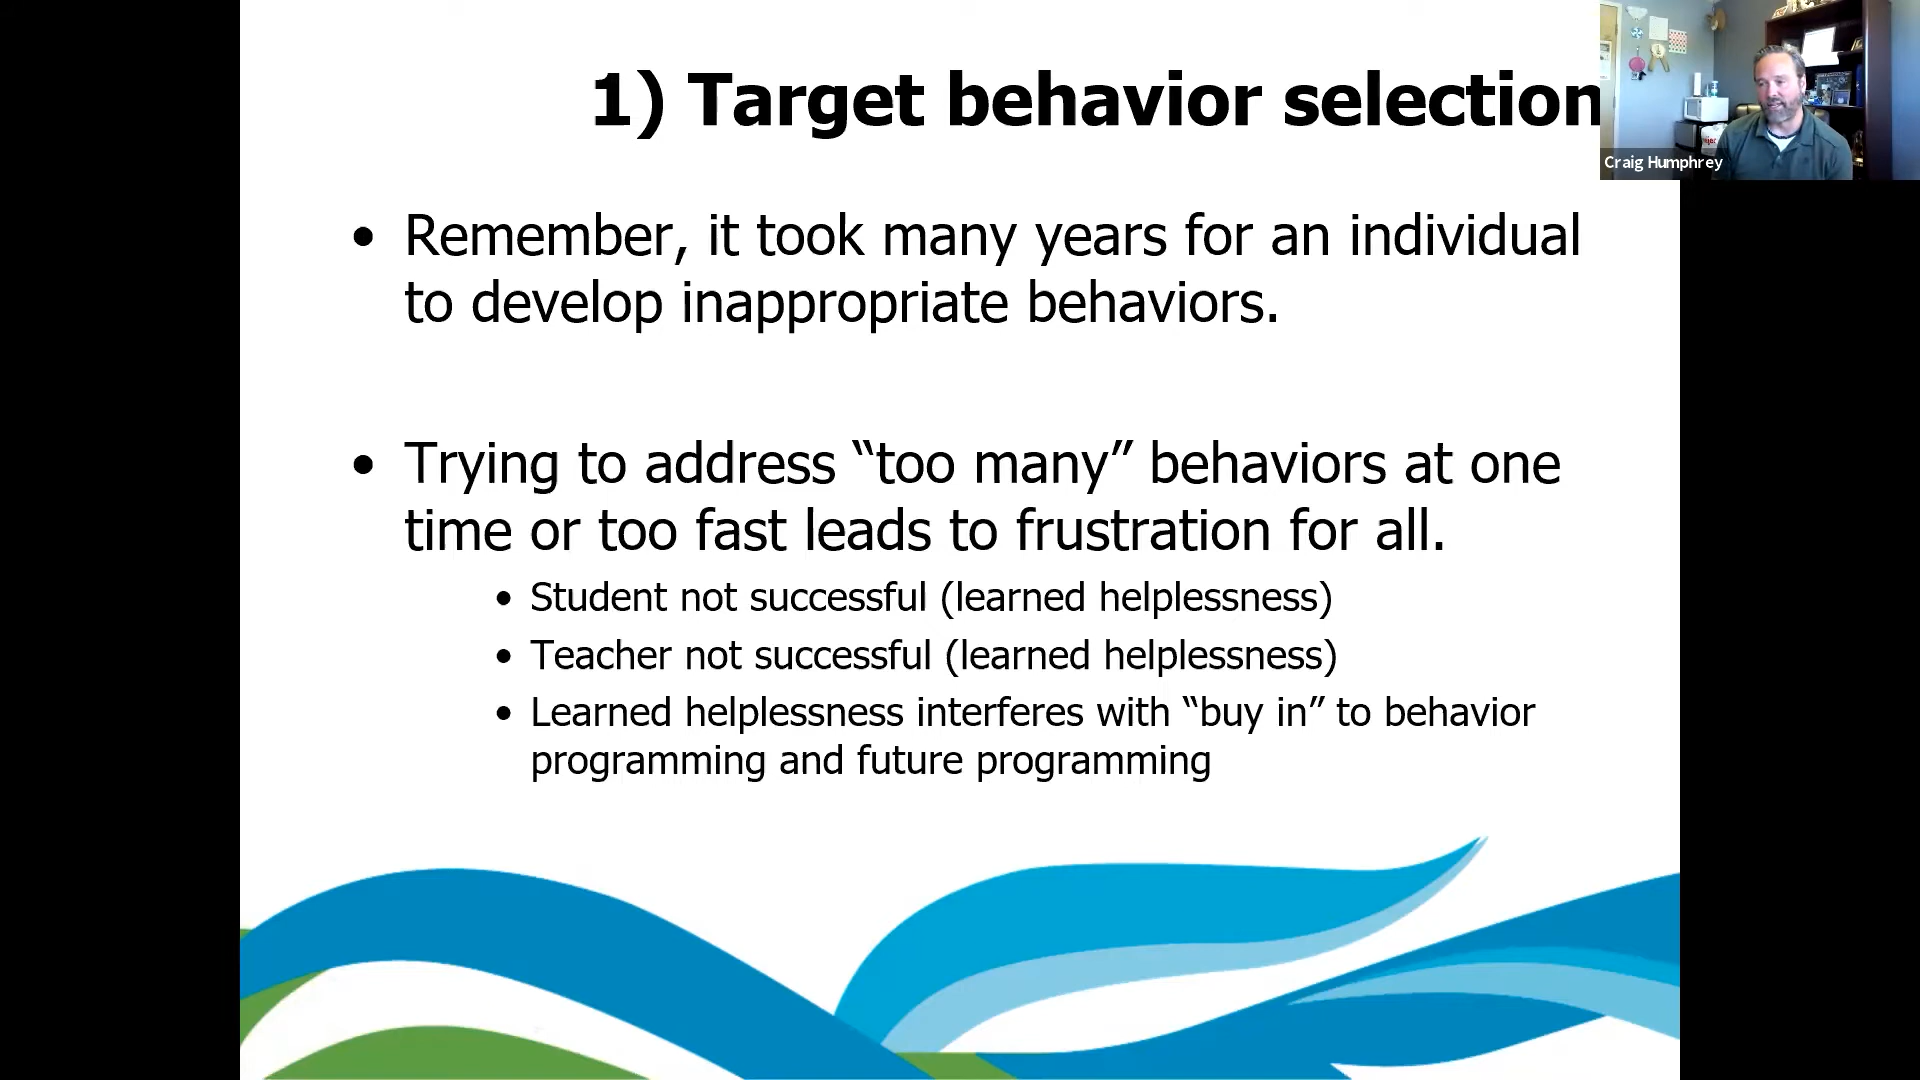 1) Target behavior selection
Craig Humphrey
• Remember, it took many years for an individual
to develop inappropriate behaviors.
• Trying to address “too many” behaviors at one
time or too fast leads to frustration for all.
• Student not successful (learned helplessness)
• Teacher not successful (learned helplessness)
• Learned helplessness interferes with “buy in” to behavior
programming and future programming